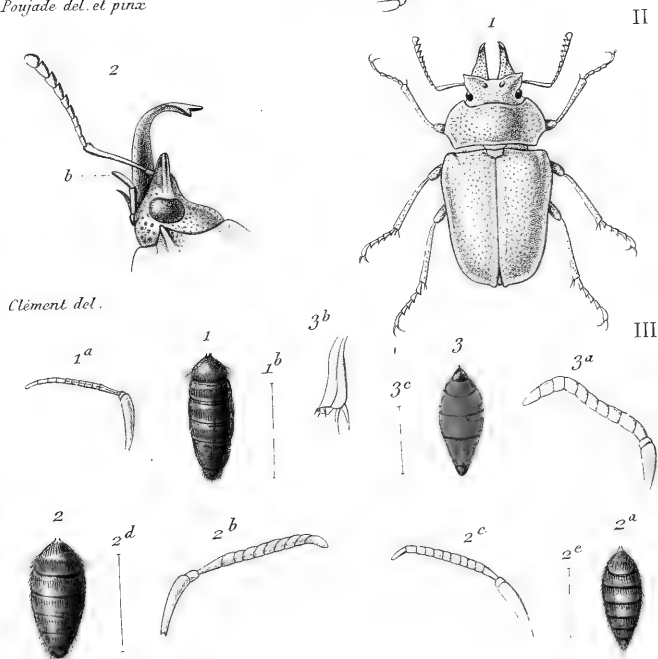 Poujade del. et pinx
II
1
2
b
Clément del.
III
1
3b
1a
1b
3
3a
3c
2
2d
2b
2c
2e
2a